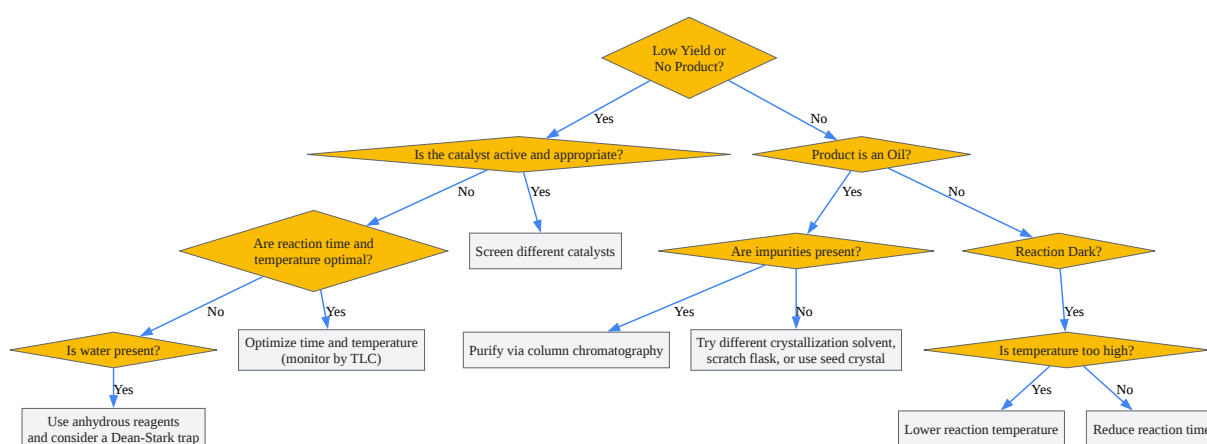 Low Yield or
No Product?
Yes
No
Is the catalyst active and appropriate?
Product is an Oil?
No
Yes
Yes
No
Are reaction time and
temperature optimal?
Screen different catalysts
Are impurities present?
Reaction Dark?
No
Yes
Yes
No
Yes
Is water present?
Optimize time and temperature
(monitor by TLC)
Purify via column chromatography
Try different crystallization solvent,
scratch flask, or use seed crystal
Is temperature too high?
Yes
Yes
No
Use anhydrous reagents
and consider a Dean-Stark trap
Lower reaction temperature
Reduce reaction time